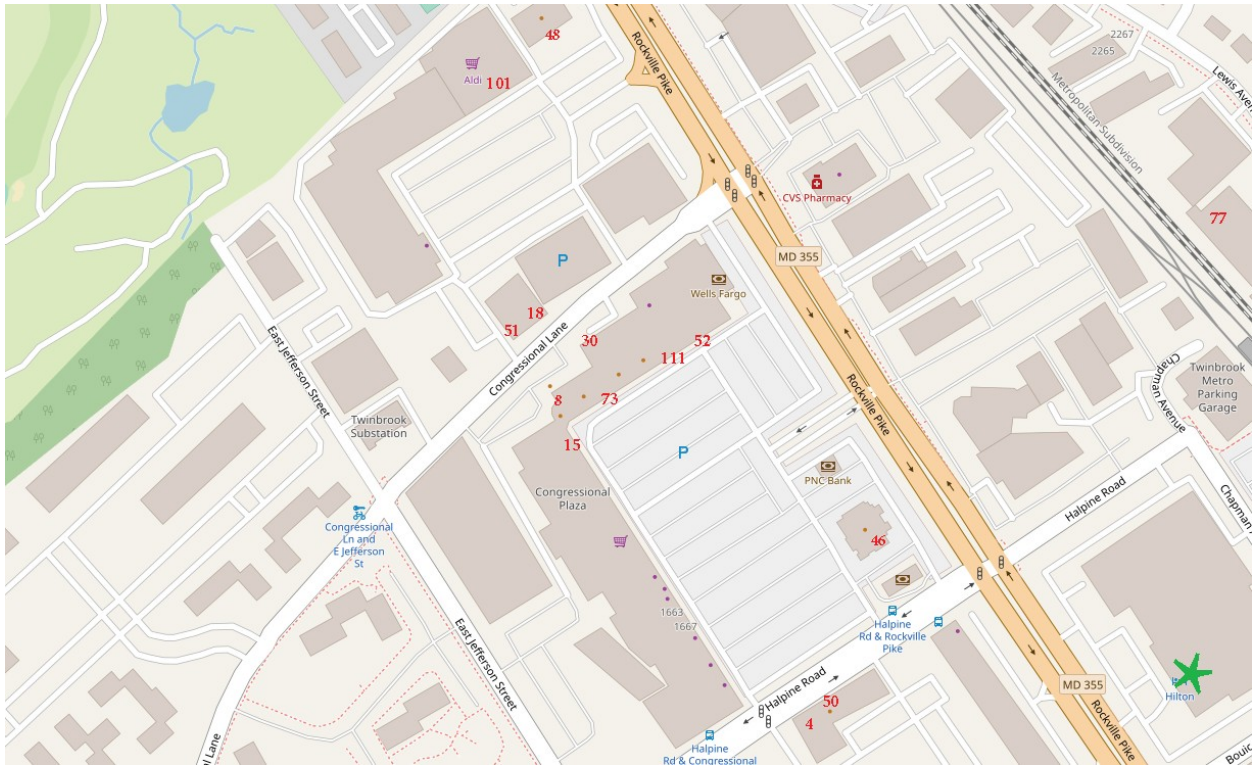 48
Rockville Pike
2267
2265
Lewis Ave
Aldi
101
Metropolitan Subdivision
CVS Pharmacy
77
MD 355
P
Wells Fargo
18
51
30
52
Congressional Lane
111
East Jefferson Street
Chapman Avenue
Twinbrook
Metro
Parking
Garage
Rockville Pike
8
73
Twinbrook
Substation
15
P
PNC Bank
Congressional
Plaza
Halpine Road
Chapman
Congressional
Ln and
E Jefferson
St
46
1663
1667
Halpine
Rd & Rockville
Pike
East Jefferson Street
Halpine Road
MD 355
Hilton
50
4
Rockville Pike
al Lane
Halpine
Rd & Congressional
Boulc